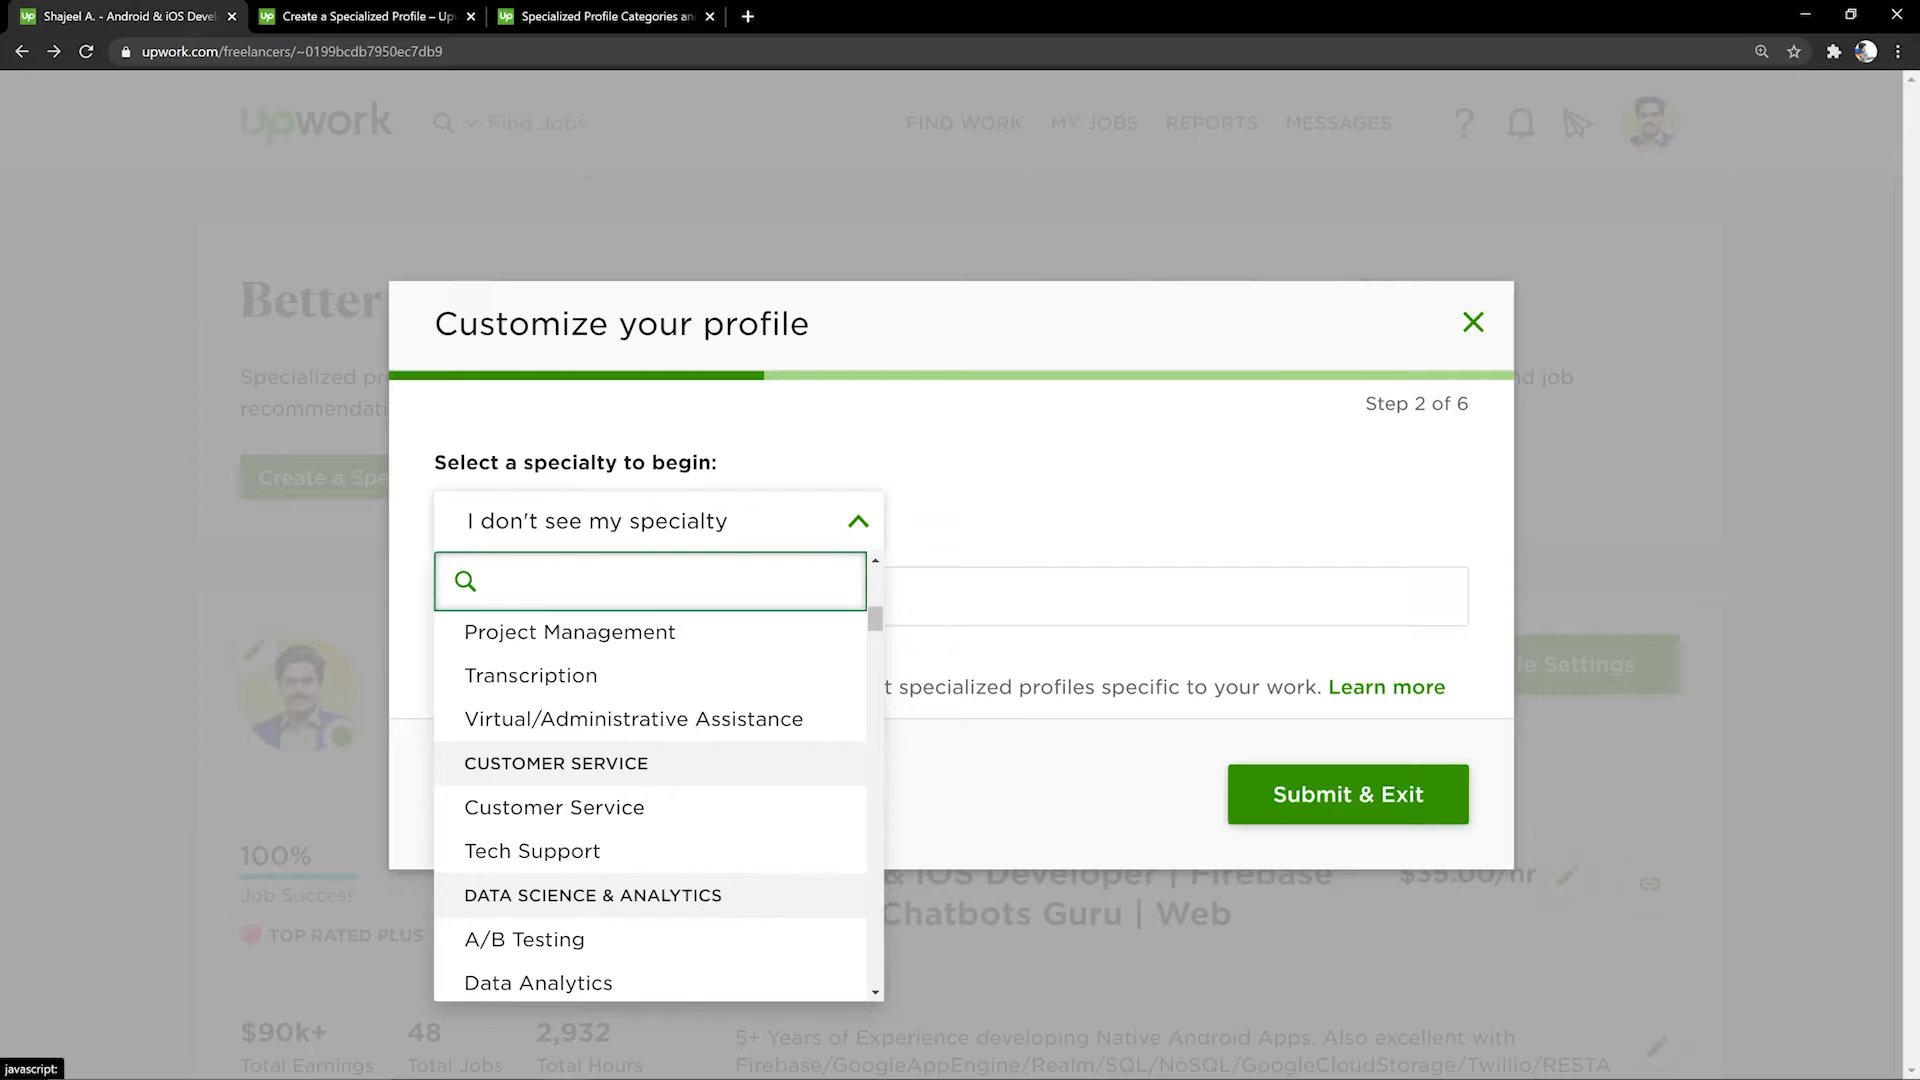 Shajeel A. - Android & iOS Devel
Create a Specialized Profile – Up
Specialized Profile Categories an
upwork.com/freelancers/~0199bcdb7950ec7db9
upwork
Find Jobs
FIND WORK
MY JOBS
REPORTS
MESSAGES
Better
Customize your profile
Specialized pr
nd job
recommendati
Step 2 of 6
Select a specialty to begin:
Create a Spe
I don't see my specialty
Project Management
Transcription
Virtual/Administrative Assistance
CUSTOMER SERVICE
Customer Service
Tech Support
DATA SCIENCE & ANALYTICS
A/B Testing
Data Analytics
le Settings
t specialized profiles specific to your work. Learn more
Submit & Exit
100%
Job Success
TOP RATED PLUS
& iOS Developer | Firebase
Chatbots Guru | Web
$35.00/hr
$90k+
Total Earnings
48
Total Jobs
2,932
Total Hours
5+ Years of Experience developing Native Android Apps. Also excellent with
Firebase/GoogleAppEngine/Realm/SQL/NoSQL/GoogleCloudStorage/Twillio/RESTA
javascript: